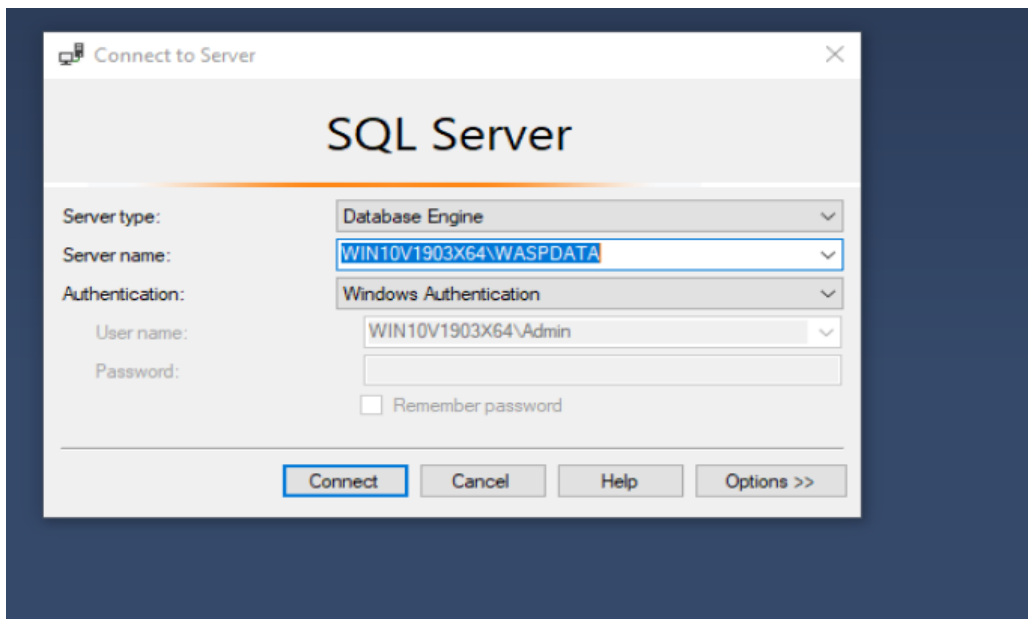 Connect to Server
SQL Server
Server type: Database Engine
Server name: WIN10V1903X64\WASPDATA
Authentication: Windows Authentication
User name: WIN10V1903X64\Admin
Password:
Remember password
Connect Cancel Help Options >>